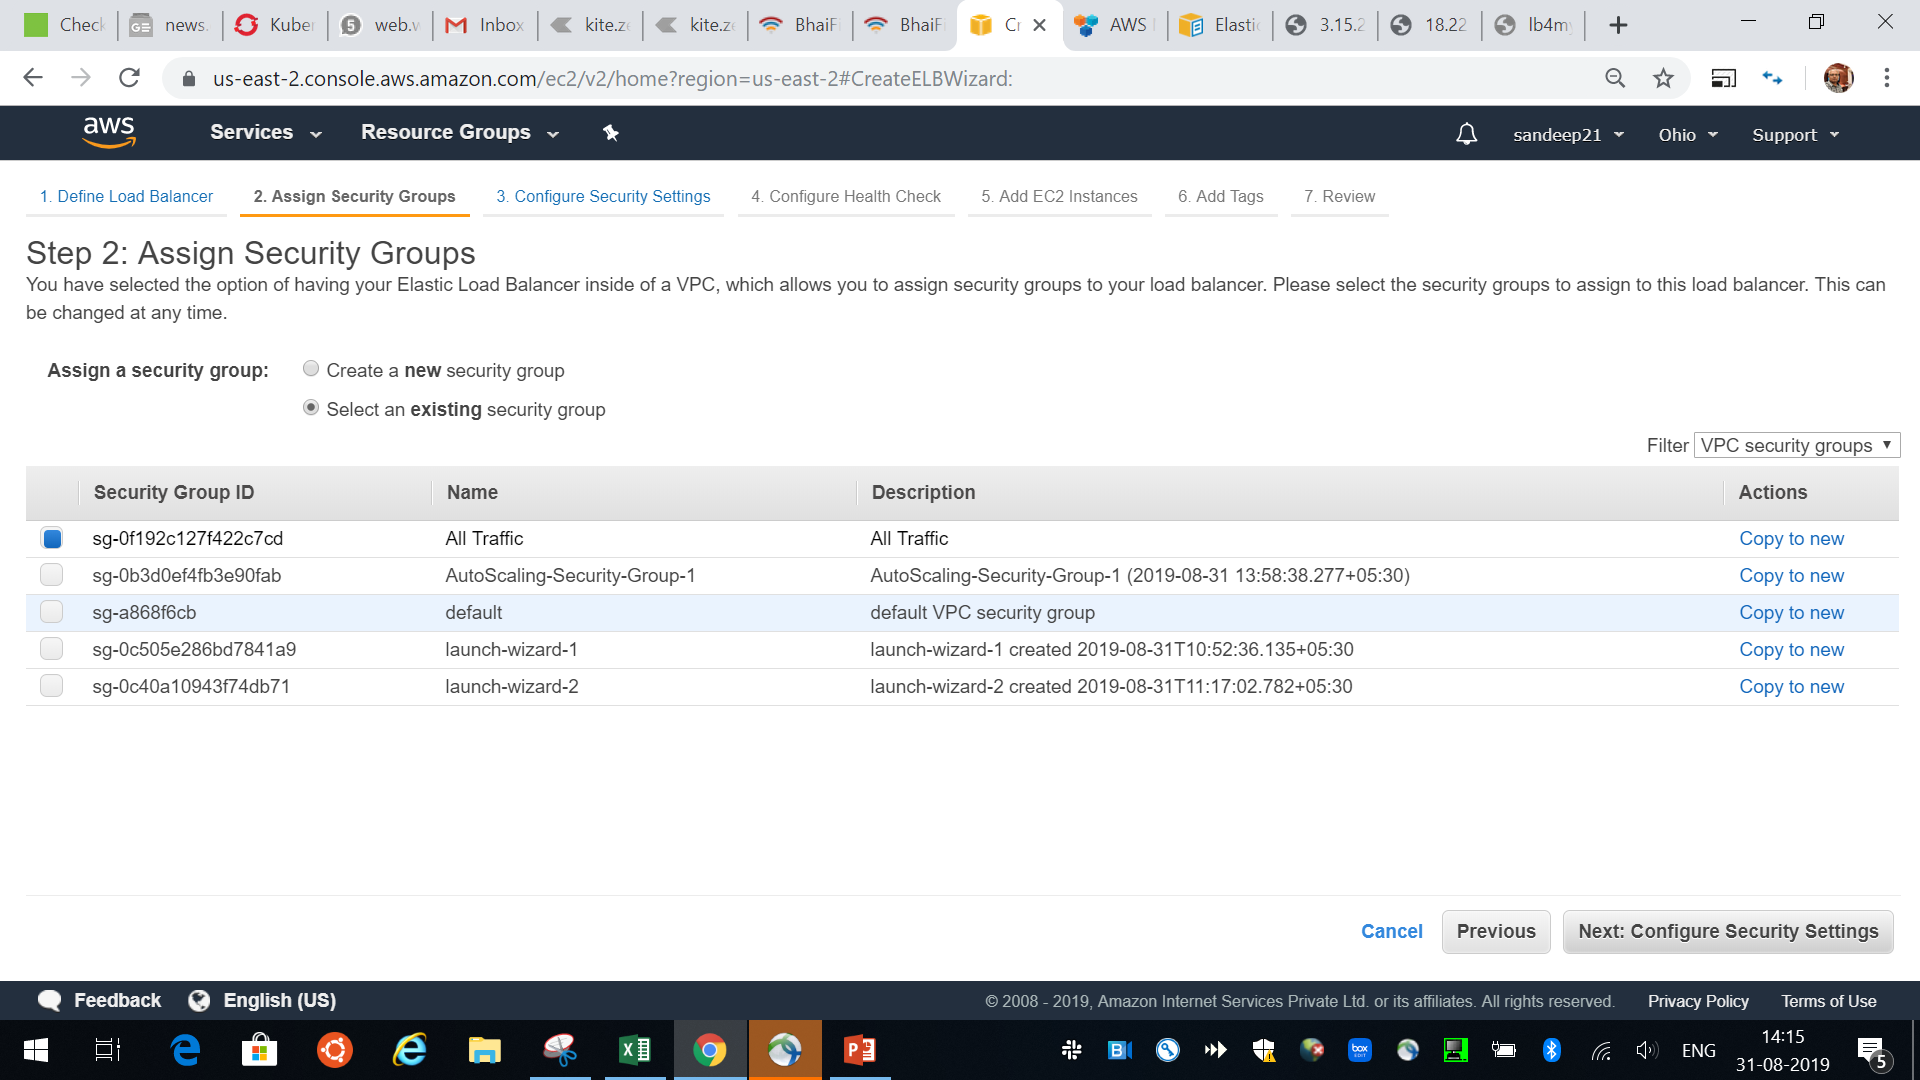 Check
news.
Kuber
5
web.w
Inbox
kite.ze
kite.ze
BhaiFi
BhaiFi
Cr
AWS
Elastic
3.15.2
18.22
lb4my
us-east-2.console.aws.amazon.com/ec2/v2/home?region=us-east-2#CreateELBWizard:
aws
Services
Resource Groups
sandeep21
Ohio
Support
1. Define Load Balancer
2. Assign Security Groups
3. Configure Security Settings
4. Configure Health Check
5. Add EC2 Instances
6. Add Tags
7. Review
Step 2: Assign Security Groups
You have selected the option of having your Elastic Load Balancer inside of a VPC, which allows you to assign security groups to your load balancer. Please select the security groups to assign to this load balancer. This can
be changed at any time.
Assign a security group:
Create a new security group
Select an existing security group
Filter VPC security groups
Security Group ID Name Description Actions
sg-0f192c127f422c7cd All Traffic All Traffic Copy to new
sg-0b3d0ef4fb3e90fab AutoScaling-Security-Group-1 AutoScaling-Security-Group-1 (2019-08-31 13:58:38.277+05:30) Copy to new
sg-a868f6cb default default VPC security group Copy to new
sg-0c505e286bd7841a9 launch-wizard-1 launch-wizard-1 created 2019-08-31T10:52:36.135+05:30 Copy to new
sg-0c40a10943f74db71 launch-wizard-2 launch-wizard-2 created 2019-08-31T11:17:02.782+05:30 Copy to new
Cancel
Previous
Next: Configure Security Settings
Feedback
English (US)
© 2008 - 2019, Amazon Internet Services Private Ltd. or its affiliates. All rights reserved.
Privacy Policy
Terms of Use
ENG
14:15
31-08-2019
5